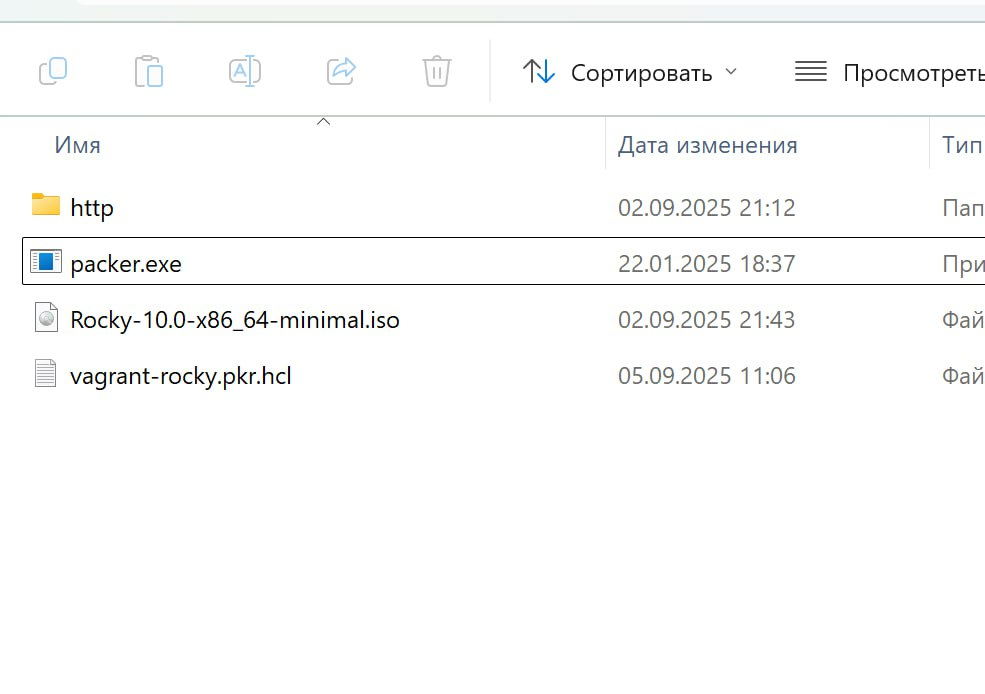 Сортировать Просмотреть
Имя Дата изменения Тип
http 02.09.2025 21:12 Пап
packer.exe 22.01.2025 18:37 При
Rocky-10.0-x86_64-minimal.iso 02.09.2025 21:43 Фай
vagrant-rocky.pkr.hcl 05.09.2025 11:06 Фай